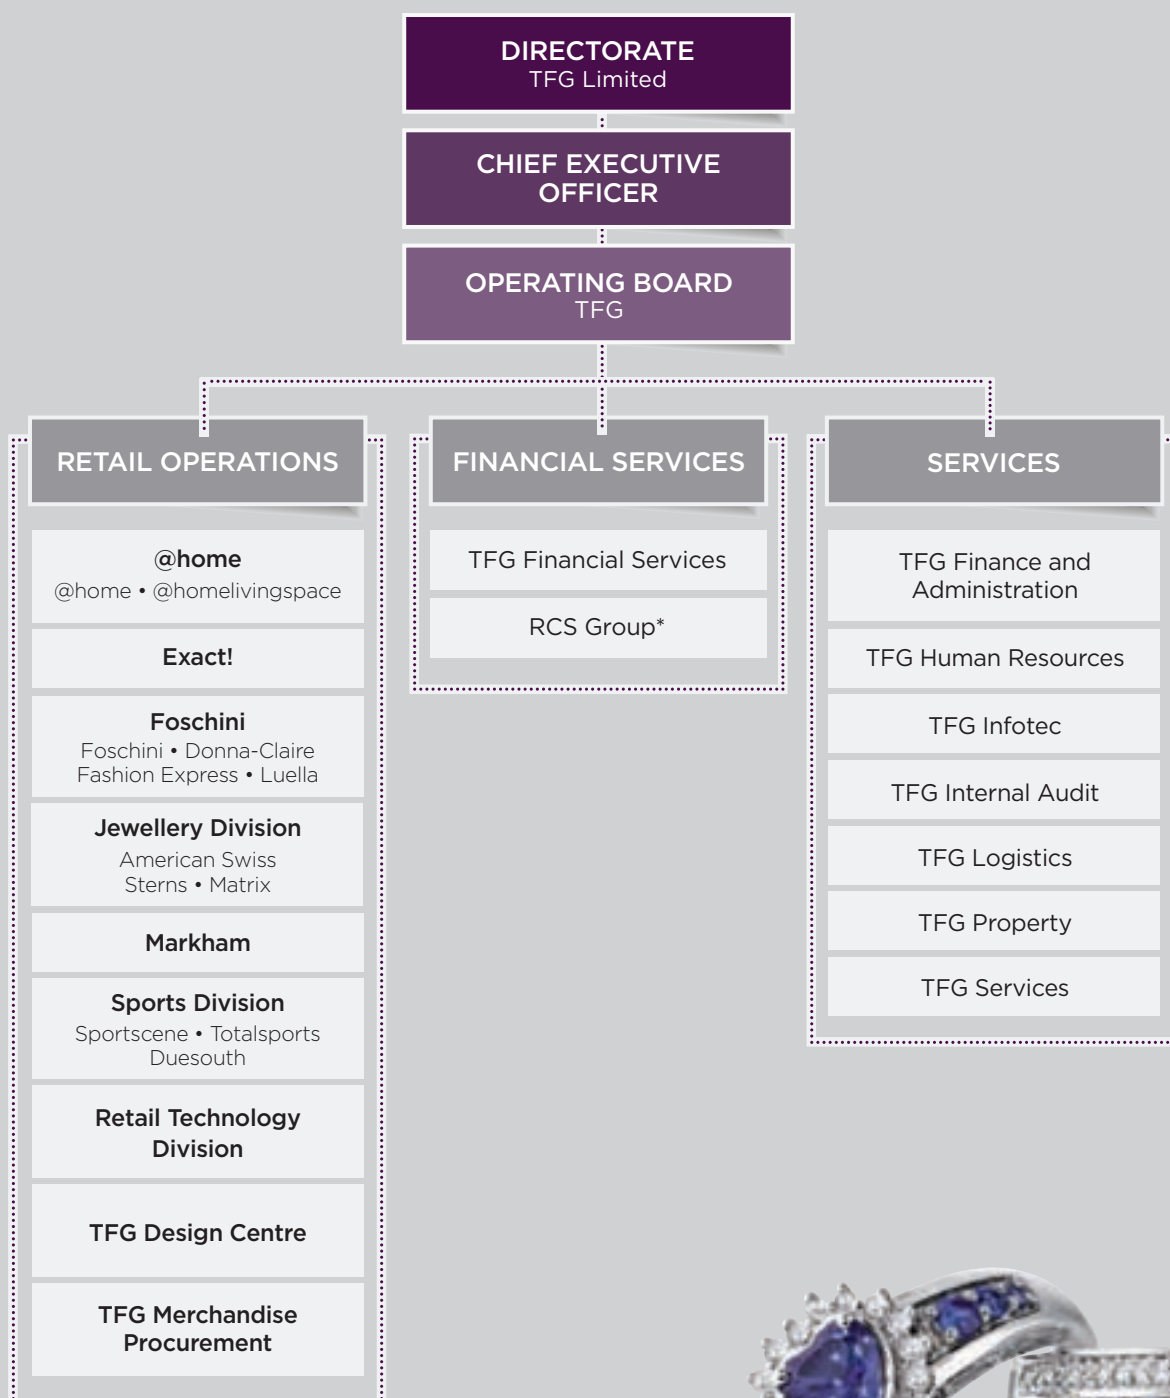 DIRECTORATE
TFG Limited
CHIEF EXECUTIVE
OFFICER
OPERATING BOARD
TFG
RETAIL OPERATIONS
@home
@home • @homelivingspace
Exact!
Foschini
Foschini • Donna-Claire
Fashion Express • Luella
Jewellery Division
American Swiss
Sterns • Matrix
Markham
Sports Division
Sportscene • Totalsports
Duesouth
Retail Technology
Division
TFG Design Centre
TFG Merchandise
Procurement
FINANCIAL SERVICES
TFG Financial Services
RCS Group*
SERVICES
TFG Finance and
Administration
TFG Human Resources
TFG Infotec
TFG Internal Audit
TFG Logistics
TFG Property
TFG Services